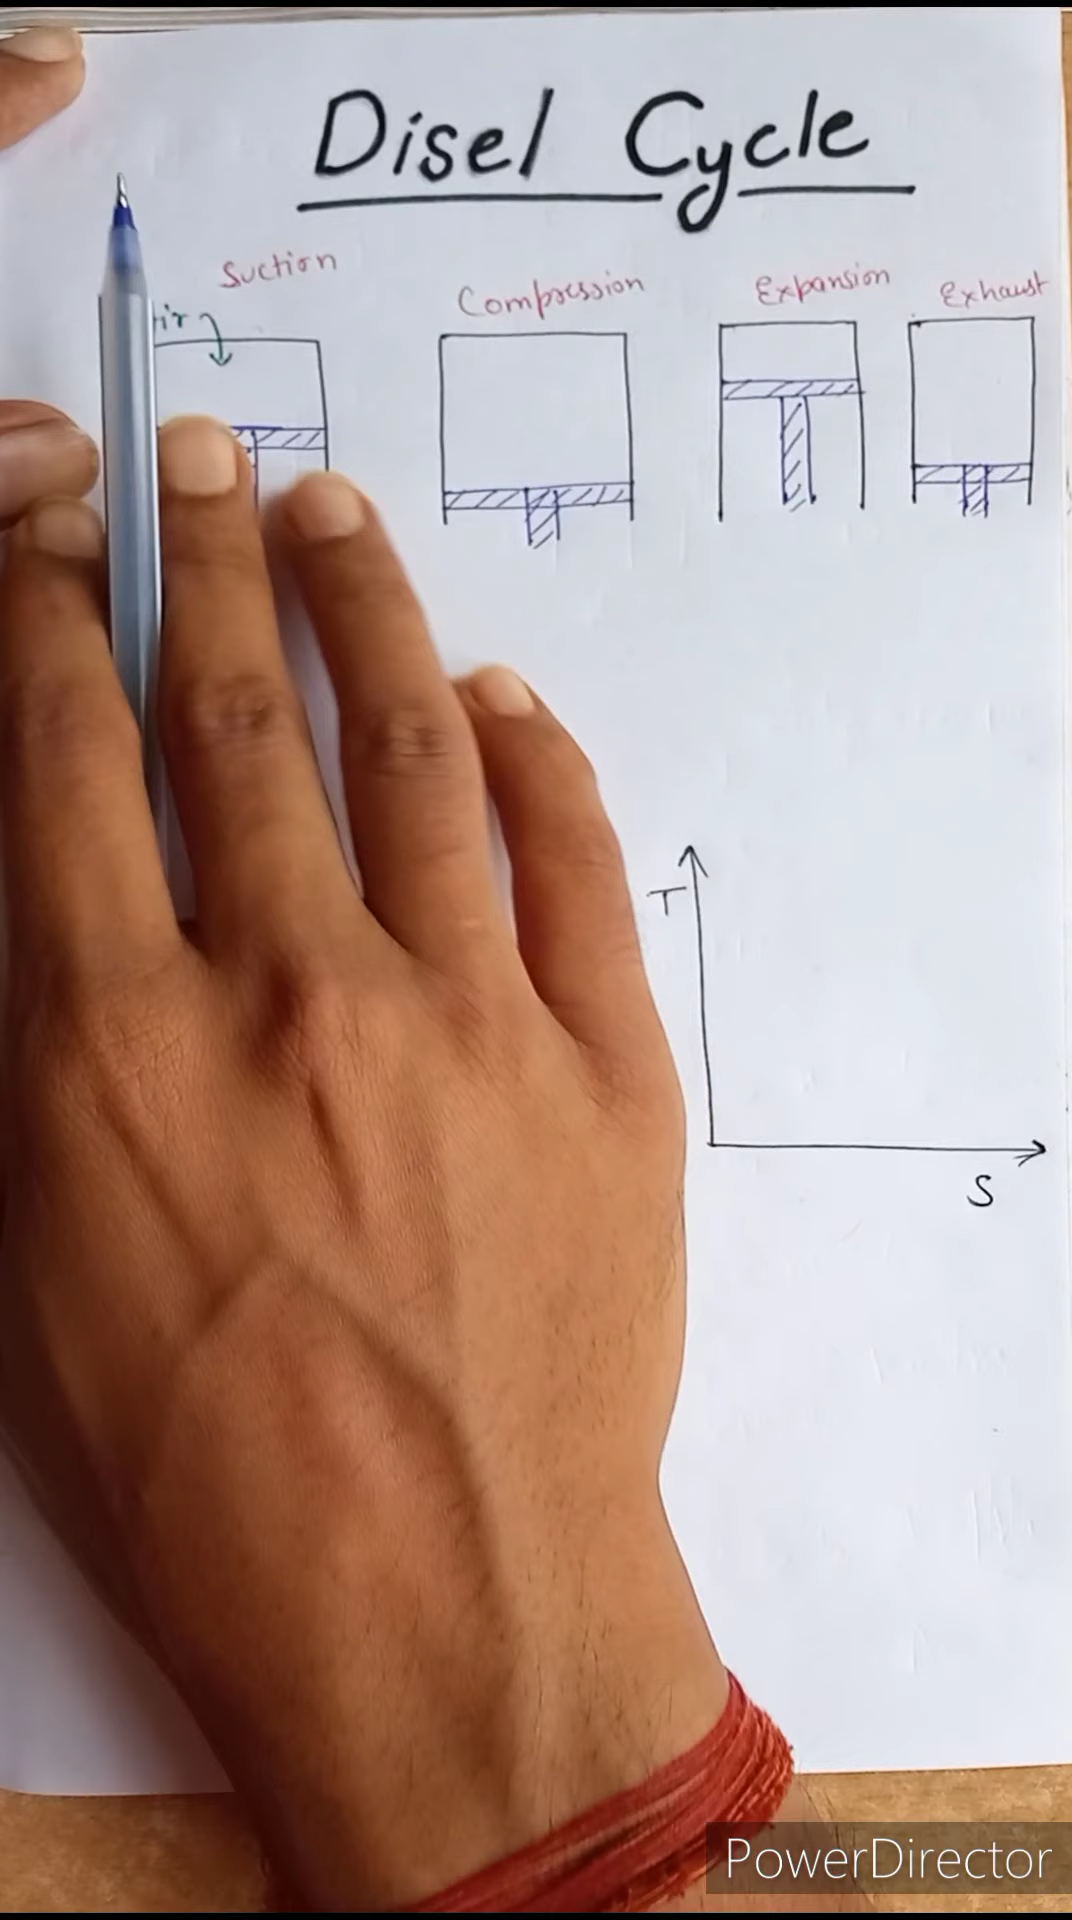 Disel Cycle
Suction
Compression
Expansion
Exhaust
T
S
PowerDirector